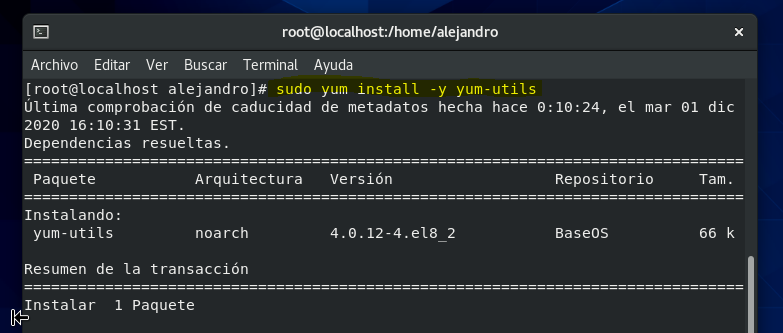 root@localhost:/home/alejandro
Archivo Editar Ver Buscar Terminal Ayuda
[root@localhost alejandro]# sudo yum install -y yum-utils
Última comprobación de caducidad de metadatos hecha hace 0:10:24, el mar 01 dic
2020 16:10:31 EST.
Dependencias resueltas.
================================================================================
Paquete Arquitectura Versión Repositorio Tam.
================================================================================
Instalando:
yum-utils noarch 4.0.12-4.el8_2 BaseOS 66 k
Resumen de la transacción
================================================================================
Instalar 1 Paquete